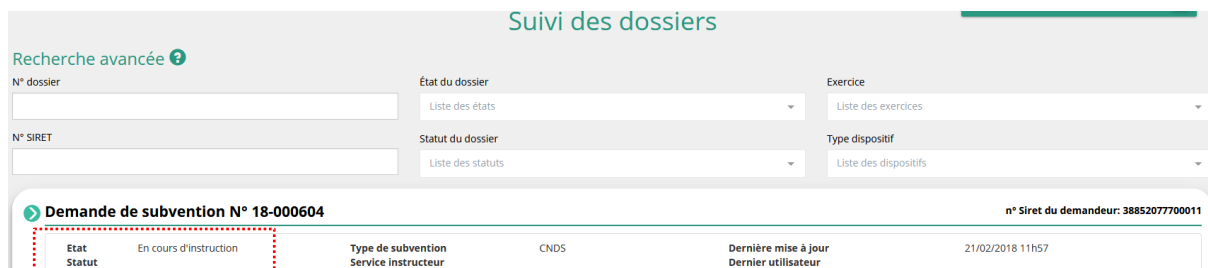 Suivi des dossiers
Recherche avancée ?
N° dossier État du dossier Exercice
Liste des états Liste des exercices
N° SIRET Statut du dossier Type dispositif
Liste des statuts Liste des dispositifs
Demande de subvention N° 18-000604 n° Siret du demandeur: 38852077700011
Etat En cours d'instruction Type de subvention CNDS Dernière mise à jour 21/02/2018 11h57
Statut Service instructeur Dernier utilisateur